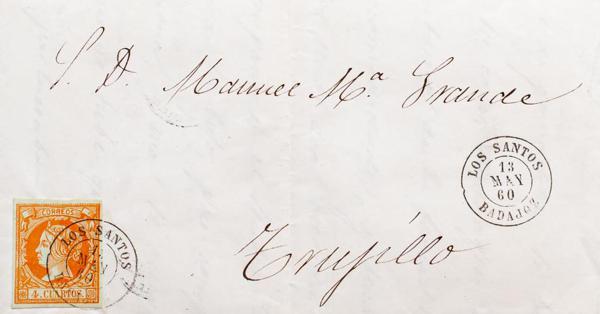 S. D. Manuel Mª Grande
LOS SANTOS
13
MAY
60
BADAJOZ
CORREOS
LOS SANTOS
4 CUARTOS
Trujillo